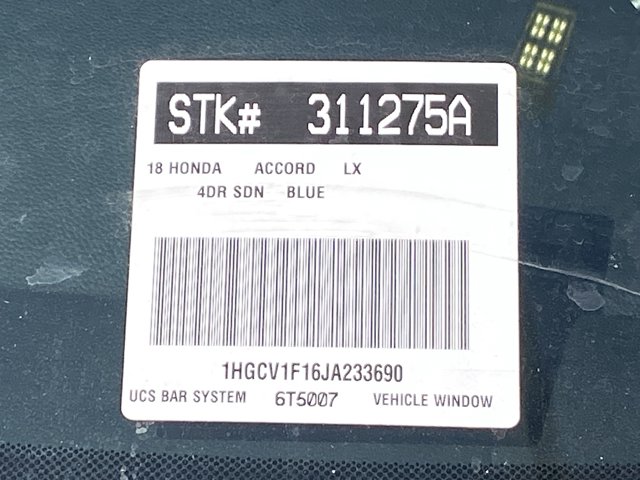 STK# 311275A
18 HONDA ACCORD LX
4DR SDN BLUE
1HGCV1F16JA233690
UCS BAR SYSTEM 6T5007 VEHICLE WINDOW